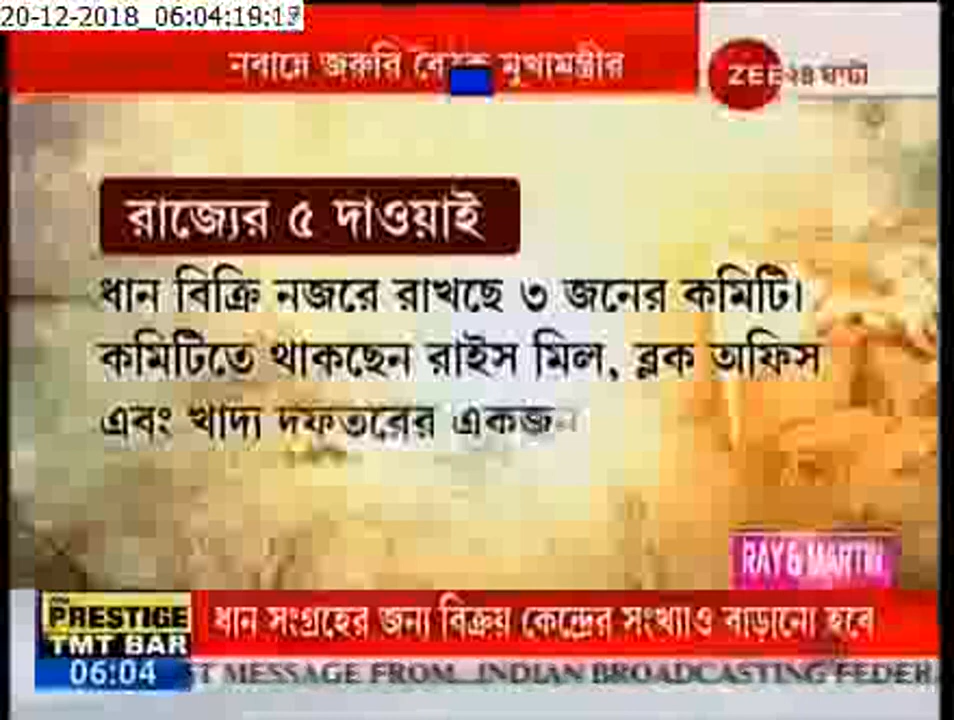 20-12-2018_06:04:19:13
নবান্নে জরুরি বৈঠক মুখ্যমন্ত্রীর
ZEE ২৪ ঘণ্টা
রাজ্যের ৫ দাওয়াই
ধান বিক্রি নজরে রাখছে ৩ জনের কমিটি।
কমিটিতে থাকছেন রাইস মিল, ব্লক অফিস
এবং খাদ্য দফতরের একজন
RAY & MARTIN
PRESTIGE
TMT BAR
ধান সংগ্রহের জন্য বিক্রয় কেন্দ্রের সংখ্যাও বাড়ানো হবে
06:04
MESSAGE FROM INDIAN BROADCASTING